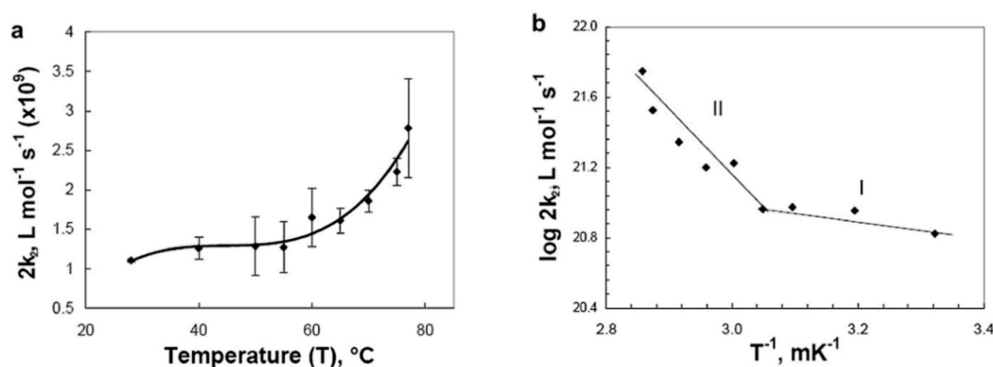 a
2k₂, L mol⁻¹ s⁻¹ (x10⁹)
4
3.5
3
2.5
2
1.5
1
0.5
20
40
60
80
Temperature (T), °C
b
log 2k₂, L mol⁻¹ s⁻¹
22.0
21.6
21.2
20.8
20.4
II
I
2.8
3.0
3.2
3.4
T⁻¹, mK⁻¹